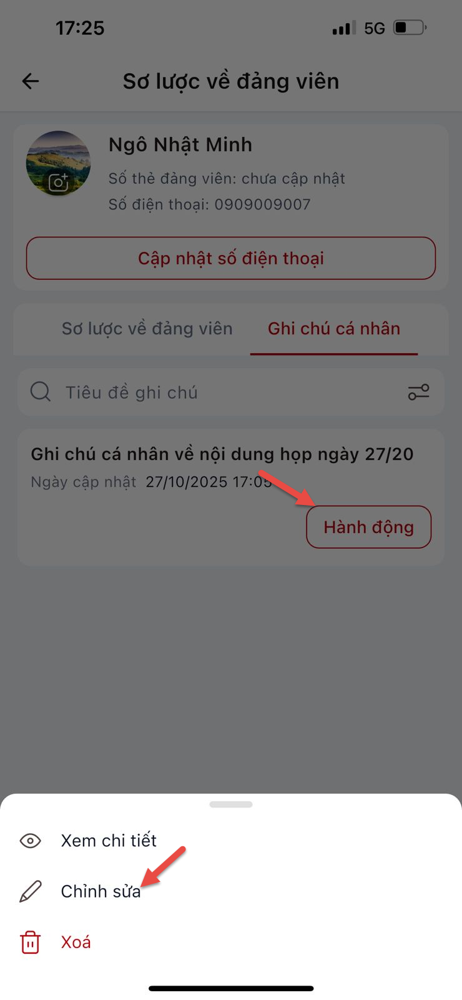 17:25
5G
Sơ lược về đảng viên
Ngô Nhật Minh
Số thẻ đảng viên: chưa cập nhật
Số điện thoại: 0909009007
Cập nhật số điện thoại
Sơ lược về đảng viên
Ghi chú cá nhân
Tiêu đề ghi chú
Ghi chú cá nhân về nội dung họp ngày 27/20
Ngày cập nhật 27/10/2025 17:05
Hành động
Xem chi tiết
Chỉnh sửa
Xoá